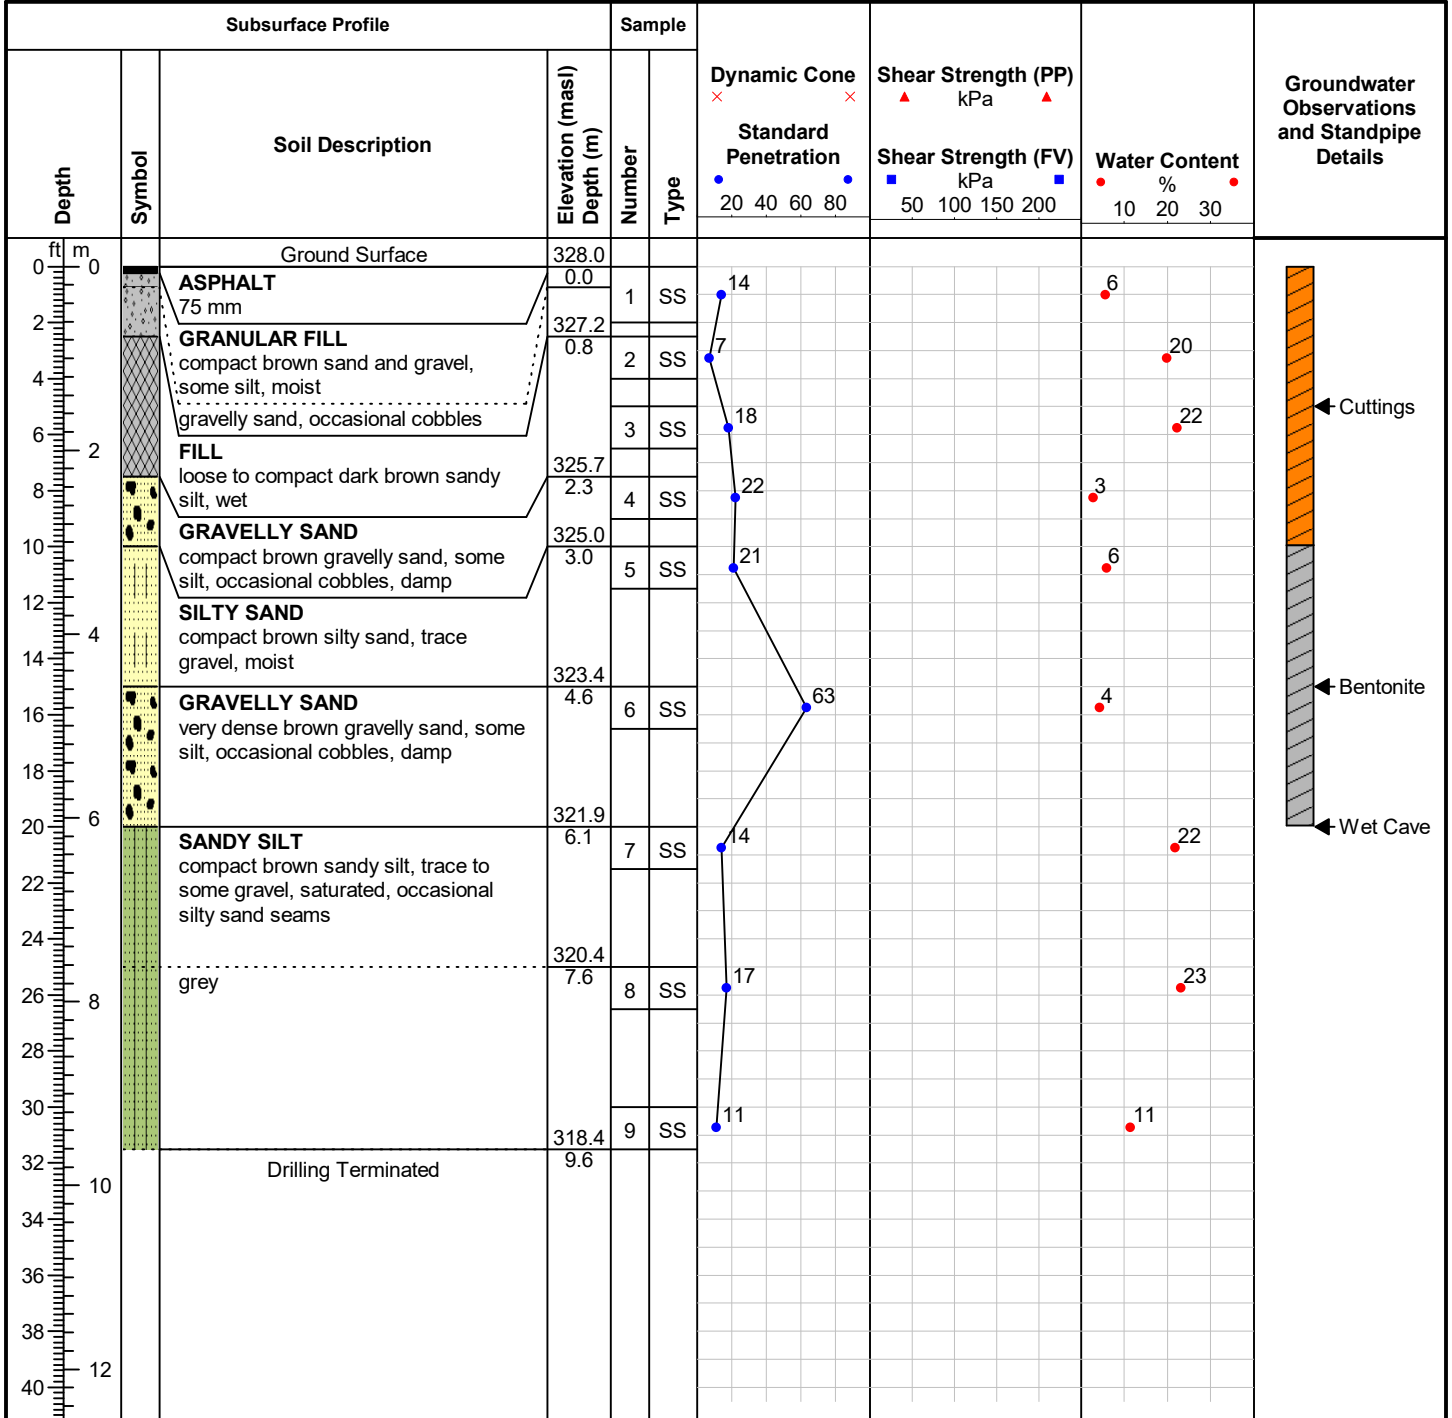 Subsurface Profile
Sample
Depth
Symbol
Soil Description
Elevation (masl)
Depth (m)
Number
Type
Dynamic Cone
Standard
Penetration
20 40 60 80
Shear Strength (PP)
kPa
Shear Strength (FV)
kPa
50 100 150 200
Water Content
%
10 20 30
Groundwater
Observations
and Standpipe
Details
ft m
Ground Surface
328.0
0 0
0.0
ASPHALT
75 mm
1 SS
14
6
2
327.2
0.8
GRANULAR FILL
compact brown sand and gravel,
some silt, moist
2 SS
7
20
4
gravelly sand, occasional cobbles
3 SS
18
22
Cuttings
6
2
FILL
loose to compact dark brown sandy
silt, wet
325.7
2.3
8
4 SS
22
3
GRAVELLY SAND
compact brown gravelly sand, some
silt, occasional cobbles, damp
325.0
3.0
10
5 SS
21
6
12
SILTY SAND
compact brown silty sand, trace
gravel, moist
4
14
323.4
4.6
GRAVELLY SAND
very dense brown gravelly sand, some
silt, occasional cobbles, damp
16
6 SS
63
4
Bentonite
18
6
321.9
6.1
20
Wet Cave
SANDY SILT
compact brown sandy silt, trace to
some gravel, saturated, occasional
silty sand seams
7 SS
14
22
22
24
320.4
7.6
grey
26
8
8 SS
17
23
28
30
9 SS
11
11
318.4
9.6
32
Drilling Terminated
10
34
36
38
12
40